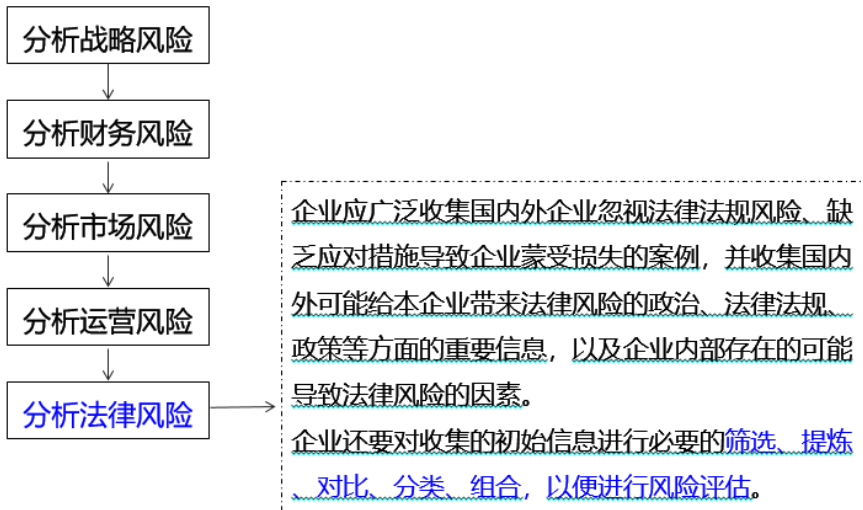 分析战略风险
分析财务风险
分析市场风险
分析运营风险
分析法律风险
企业应广泛收集国内外企业忽视法律法规风险、缺
乏应对措施导致企业蒙受损失的案例，并收集国内
外可能给本企业带来法律风险的政治、法律法规、
政策等方面的重要信息，以及企业内部存在的可能
导致法律风险的因素。
企业还要对收集的初始信息进行必要的筛选、提炼
、对比、分类、组合，以便进行风险评估。